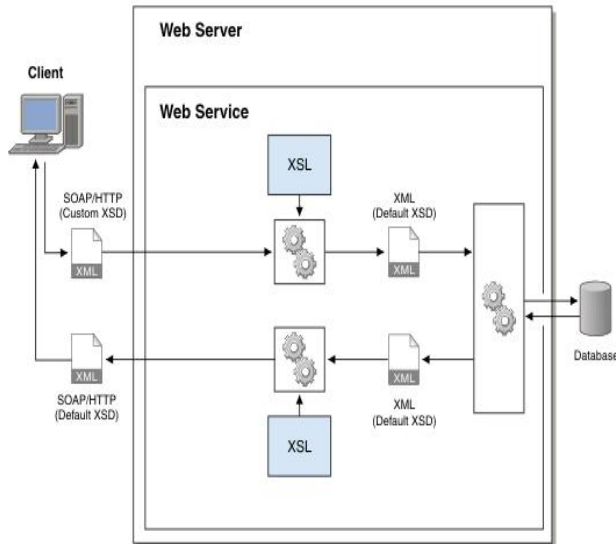 Web Server
Client
Web Service
XSL
SOAP/HTTP
(Custom XSD)
XML
(Default XSD)
XML
XML
Database
XML
XML
SOAP/HTTP
(Default XSD)
XML
(Default XSD)
XSL